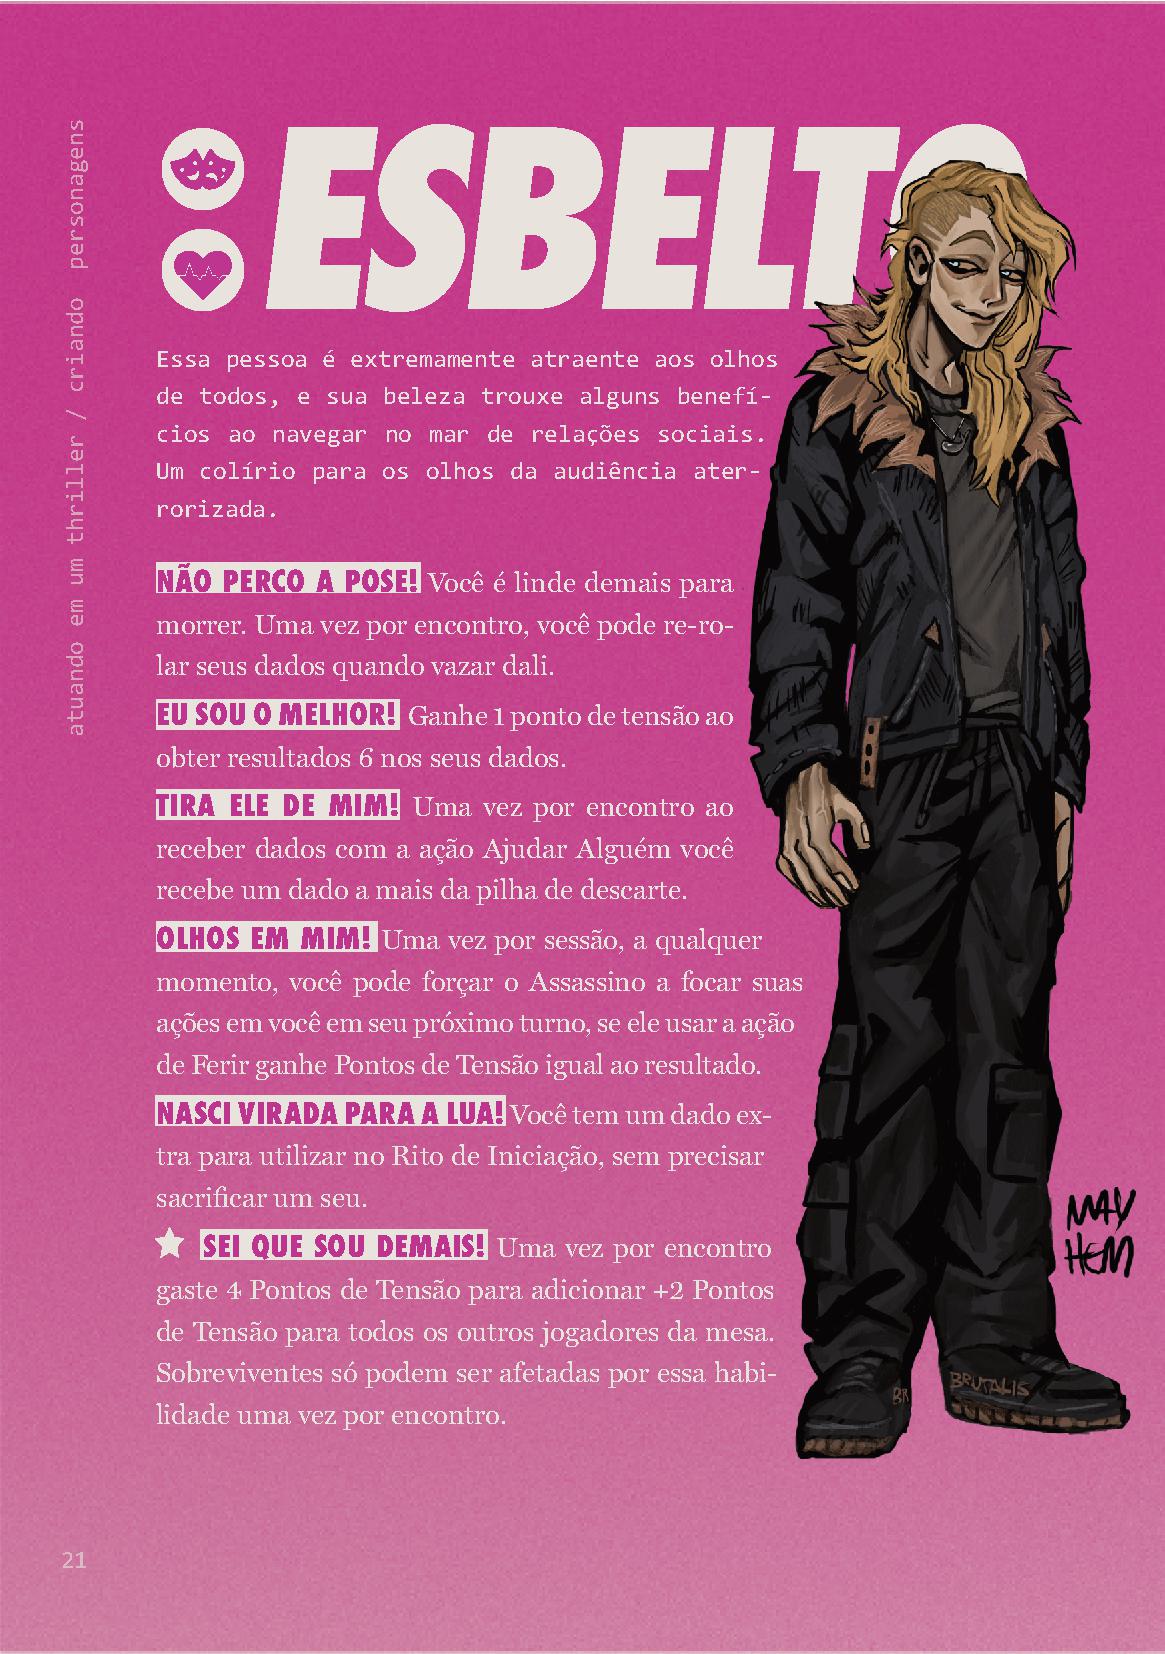 atuando em um thriller / criando personagens
ESBELTO
Essa pessoa é extremamente atraente aos olhos
de todos, e sua beleza trouxe alguns benefí-
cios ao navegar no mar de relações sociais.
Um colírio para os olhos da audiência ater-
rorizada.
NÃO PERCO A POSE! Você é linde demais para
morrer. Uma vez por encontro, você pode re-ro-
lar seus dados quando vazar dali.
EU SOU O MELHOR! Ganhe 1 ponto de tensão ao
obter resultados 6 nos seus dados.
TIRA ELE DE MIM! Uma vez por encontro ao
receber dados com a ação Ajudar Alguém você
recebe um dado a mais da pilha de descarte.
OLHOS EM MIM! Uma vez por sessão, a qualquer
momento, você pode forçar o Assassino a focar suas
ações em você em seu próximo turno, se ele usar a ação
de Ferir ganhe Pontos de Tensão igual ao resultado.
NASCI VIRADA PARA A LUA! Você tem um dado ex-
tra para utilizar no Rito de Iniciação, sem precisar
sacrificar um seu.
SEI QUE SOU DEMAIS! Uma vez por encontro
gaste 4 Pontos de Tensão para adicionar +2 Pontos
de Tensão para todos os outros jogadores da mesa.
Sobreviventes só podem ser afetadas por essa habi-
lidade uma vez por encontro.
MAY
HEM
BR
BRUTALIS
21